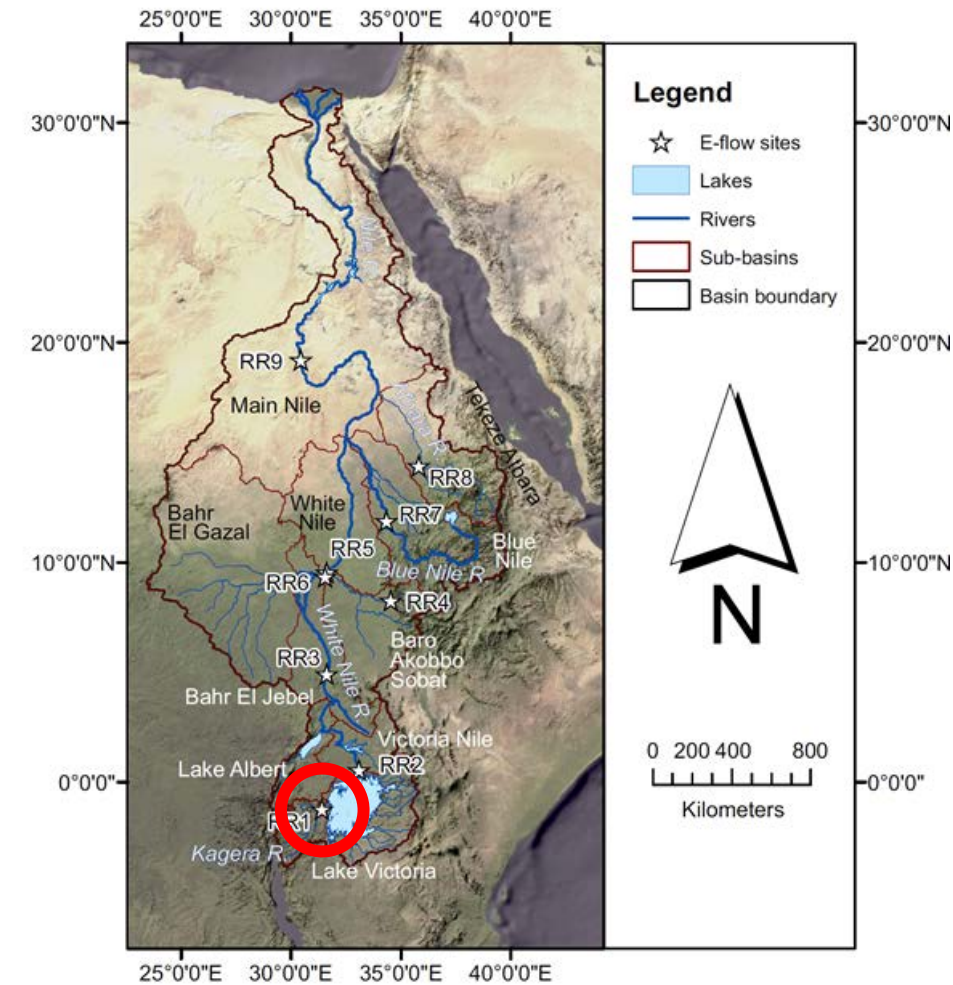 25°0'0"E 30°0'0"E 35°0'0"E 40°0'0"E
30°0'0"N
20°0'0"N
10°0'0"N
0°0'0"
Nile R
RR9
Main Nile
Atbara R
Tekeze Albara
RR8
White
Nile
RR7
Bahr
El Gazal
RR5
Blue
Nile
Blue Nile R
RR6
RR4
White Nile R
Baro
Akobbo
Sobat
RR3
Bahr El Jebel
Victoria Nile
RR2
Lake Albert
RR1
Kagera R
Lake Victoria
25°0'0"E 30°0'0"E 35°0'0"E 40°0'0"E
Legend
E-flow sites
Lakes
Rivers
Sub-basins
Basin boundary
N
0 200 400 800
Kilometers
30°0'0"N
20°0'0"N
10°0'0"N
0°0'0"